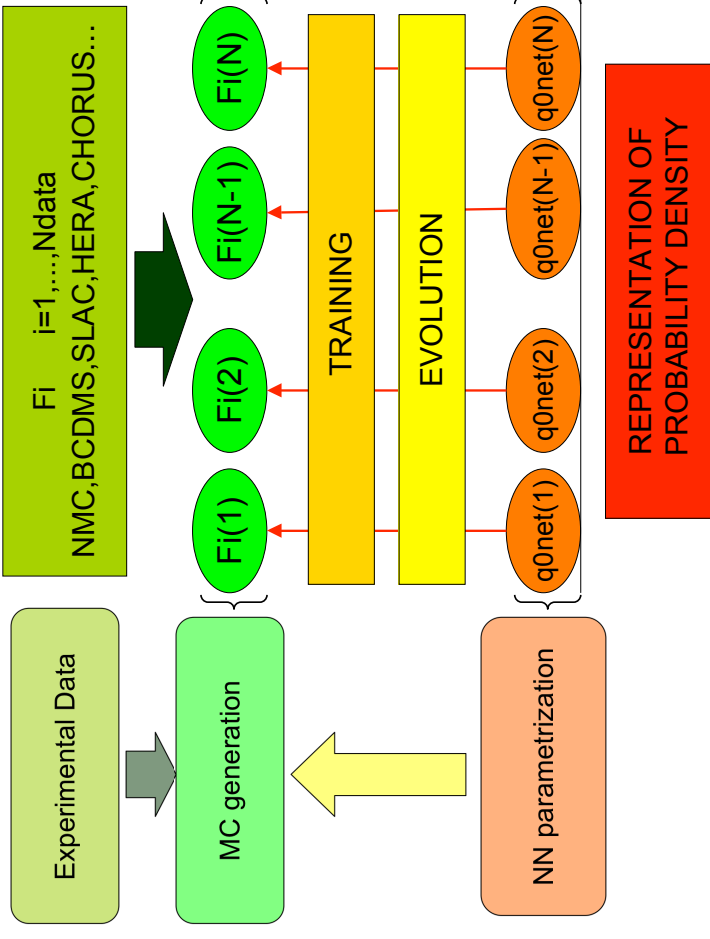 Experimental Data
Fi i=1,...,Ndata
NMC,BCDMS,SLAC,HERA,CHORUS...
MC generation
Fi(1) Fi(2) Fi(N-1) Fi(N)
TRAINING
EVOLUTION
NN parametrization
q0net(1) q0net(2) q0net(N-1) q0net(N)
REPRESENTATION OF
PROBABILITY DENSITY